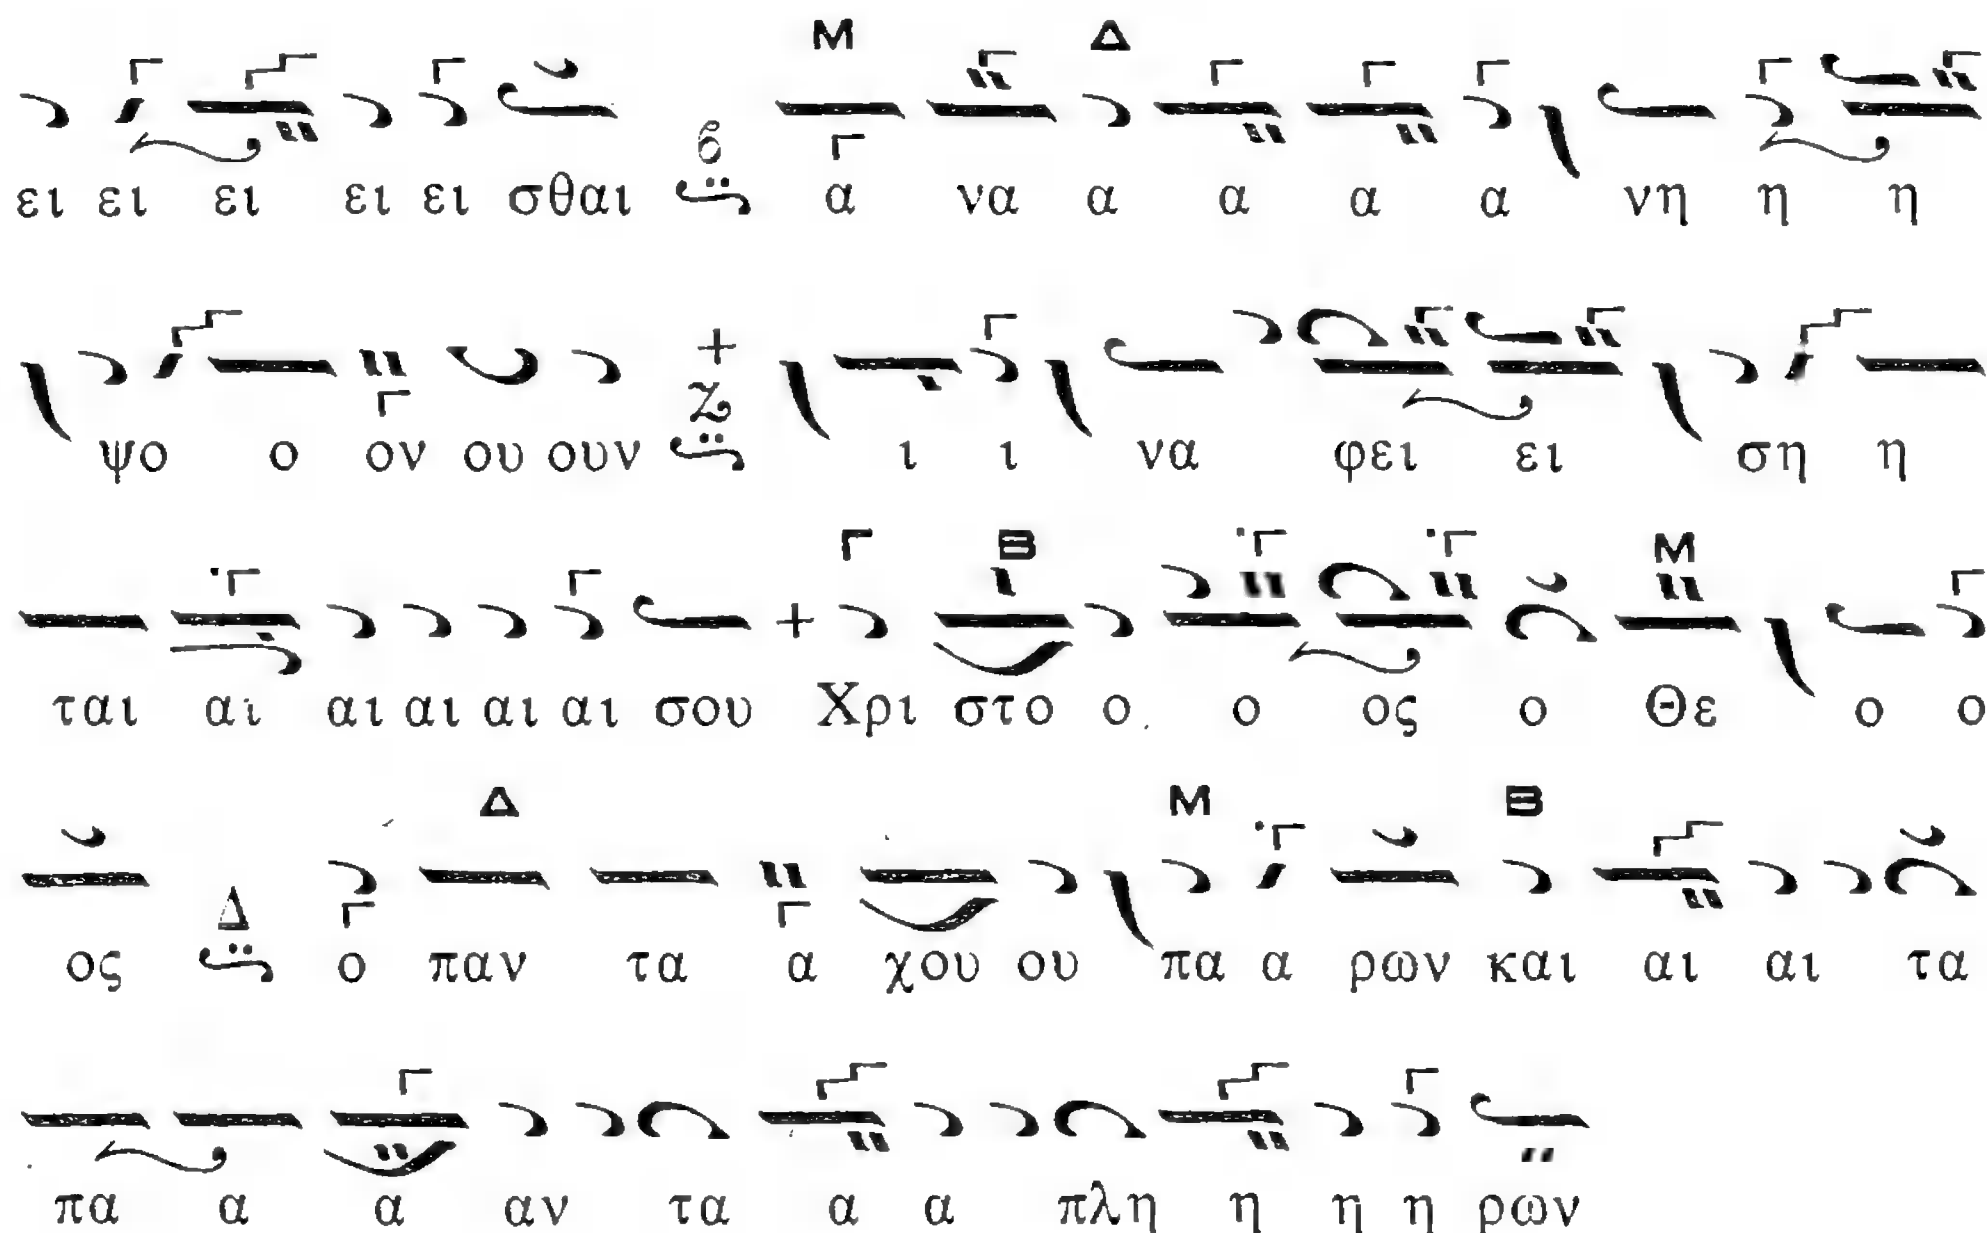 Μ Δ
ει ει ει ει ει σθαι α να α α α α νη η η
ψο ο ον ου ουν Ζ ι ι να φει ει ση η
Γ Β Μ
ται αι αι αι αι αι σου + Χρι στο ο ο ος ο Θε ο ο
Δ Μ Β
ος Δ ο παν τα α χου ου πα α ρων και αι αι τα
πα α α αν τα α α πλη η η η ρων